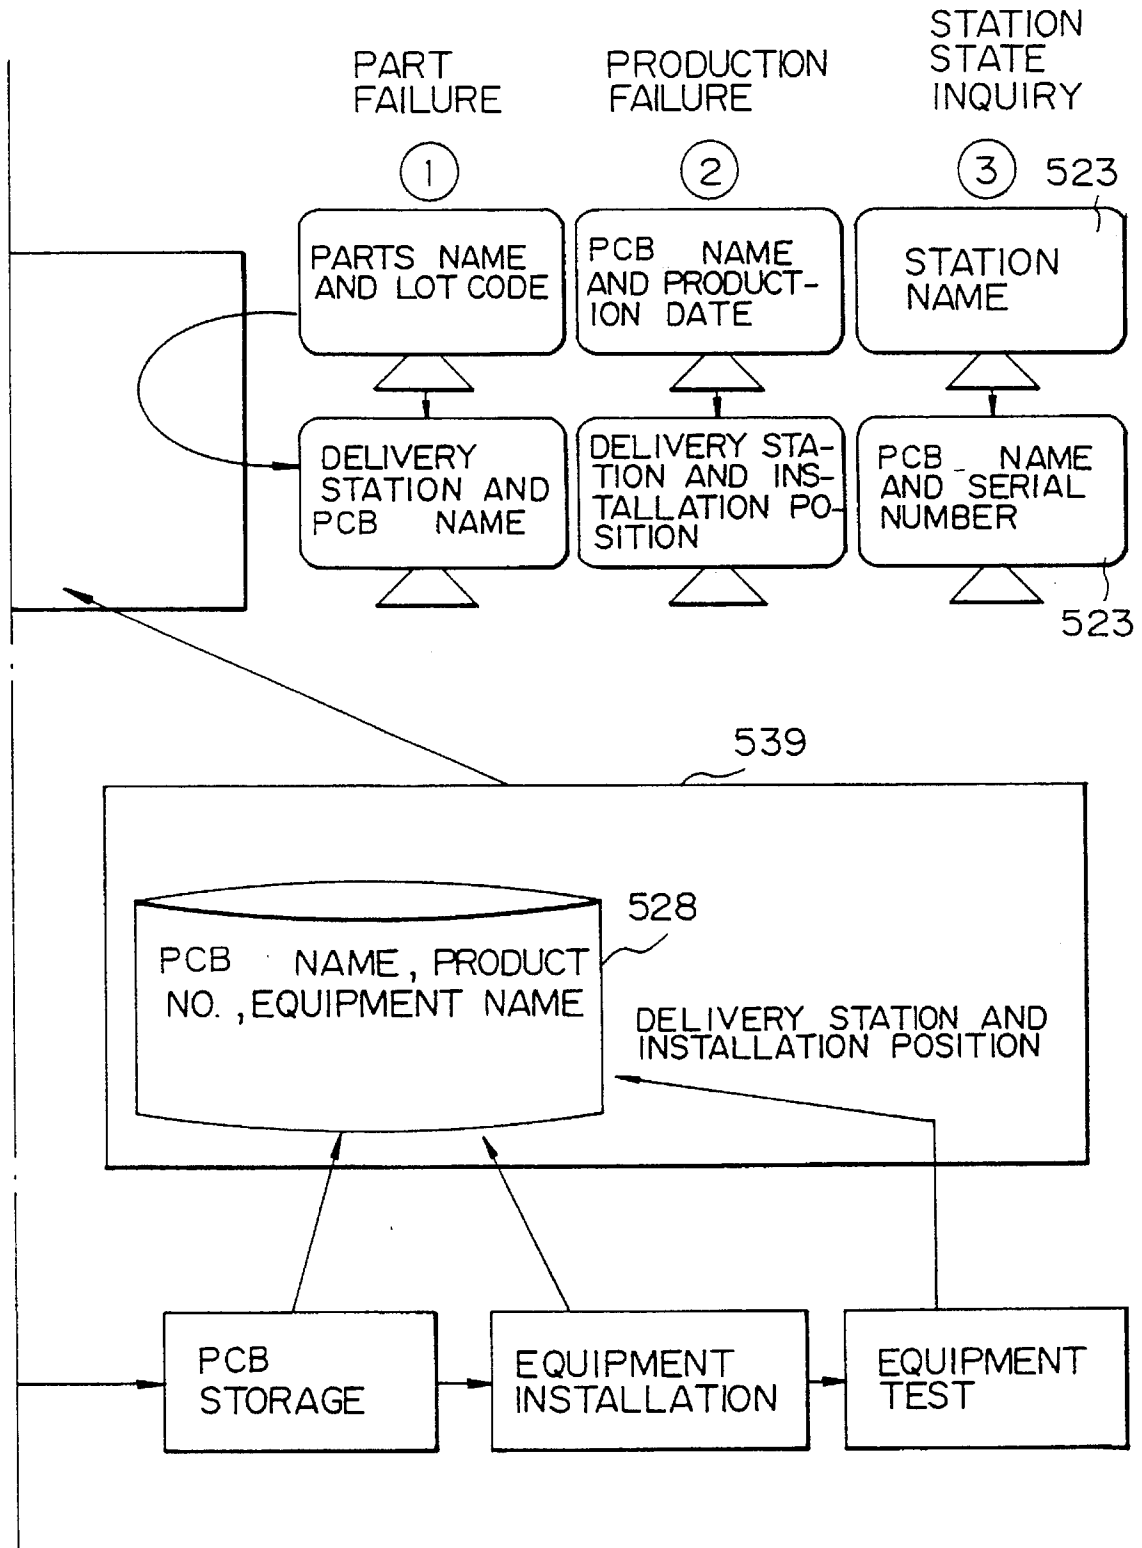 PART
FAILURE
PRODUCTION
FAILURE
STATION
STATE
INQUIRY
1
2
3
523
PARTS NAME
AND LOT CODE
PCB NAME
AND PRODUCT-
ION DATE
STATION
NAME
DELIVERY
STATION AND
PCB NAME
DELIVERY STA-
TION AND INS-
TALLATION PO-
SITION
PCB NAME
AND SERIAL
NUMBER
523
539
528
PCB NAME, PRODUCT
NO., EQUIPMENT NAME
DELIVERY STATION AND
INSTALLATION POSITION
PCB
STORAGE
EQUIPMENT
INSTALLATION
EQUIPMENT
TEST